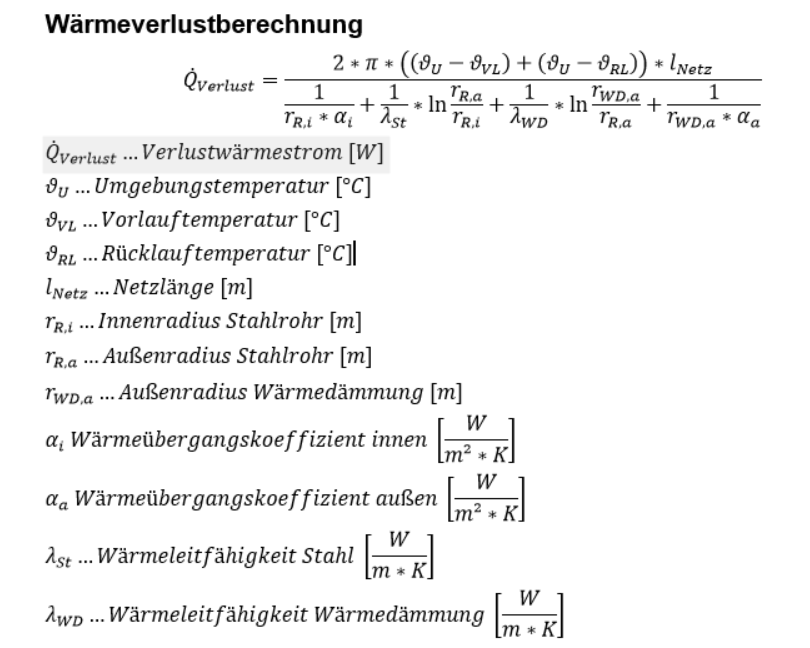 Wärmeverlustberechnung
Q̇_Verlust = (2 * π * ((ϑ_U − ϑ_VL) + (ϑ_U − ϑ_RL)) * l_Netz) / (1/(r_R,i * α_i) + 1/λ_St * ln r_R,a/r_R,i + 1/λ_WD * ln r_WD,a/r_R,a + 1/(r_WD,a * α_a))
Q̇_Verlust ... Verlustwärmestrom [W]
ϑ_U ... Umgebungstemperatur [°C]
ϑ_VL ... Vorlauftemperatur [°C]
ϑ_RL ... Rücklauftemperatur [°C]
l_Netz ... Netzlänge [m]
r_R,i ... Innenradius Stahlrohr [m]
r_R,a ... Außenradius Stahlrohr [m]
r_WD,a ... Außenradius Wärmedämmung [m]
α_i Wärmeübergangskoeffizient innen [W/(m² * K)]
α_a Wärmeübergangskoeffizient außen [W/(m² * K)]
λ_St ... Wärmeleitfähigkeit Stahl [W/(m * K)]
λ_WD ... Wärmeleitfähigkeit Wärmedämmung [W/(m * K)]